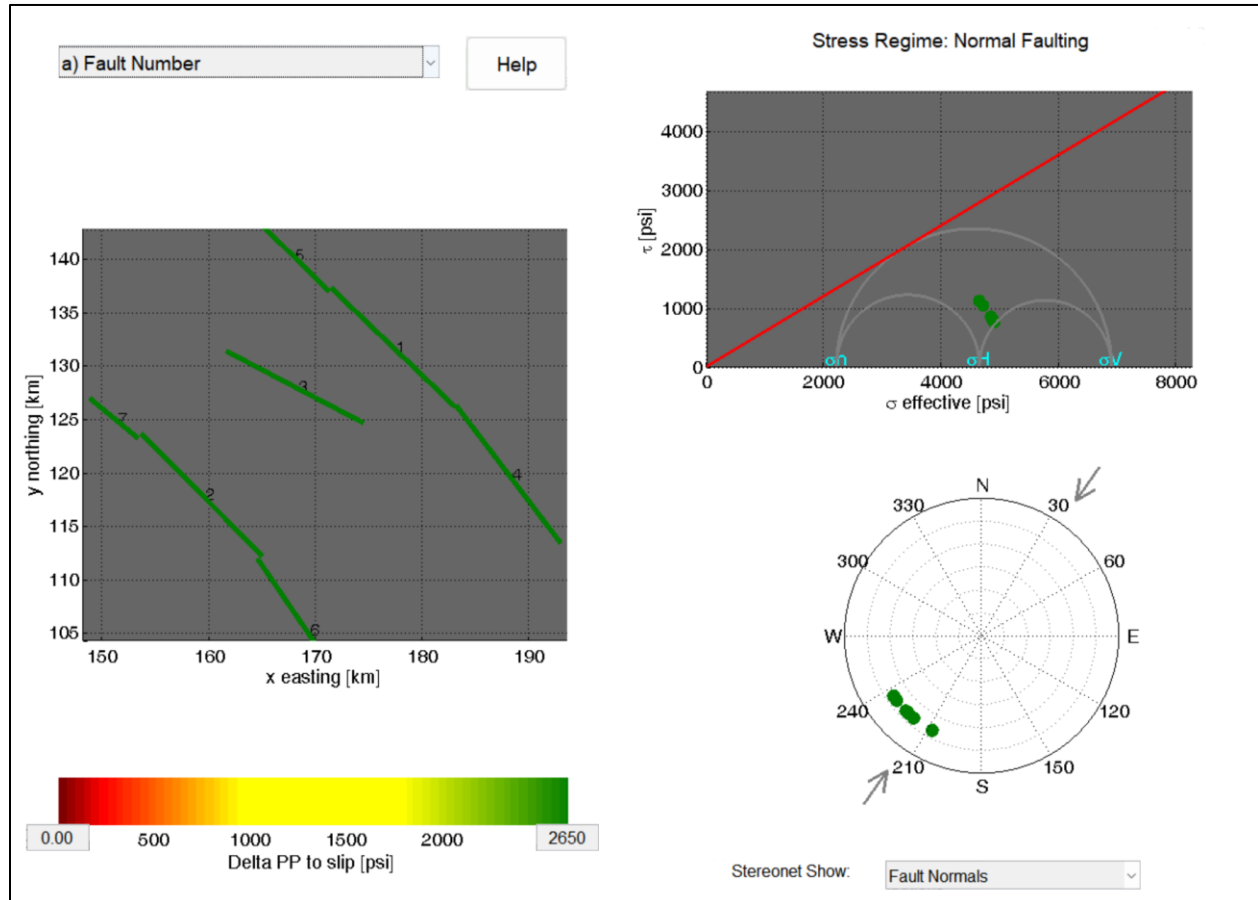 a) Fault Number
Help
140
135
130
125
120
115
110
105
150
160
170
180
190
y northing [km]
x easting [km]
5
1
3
7
4
2
6
0.00
500
1000
1500
2000
2650
Delta PP to slip [psi]
Stress Regime: Normal Faulting
4000
3000
2000
1000
0
0
2000
4000
6000
8000
τ [psi]
σh
σH
σV
σ effective [psi]
N
30
60
E
120
150
S
210
240
W
300
330
Stereonet Show:
Fault Normals